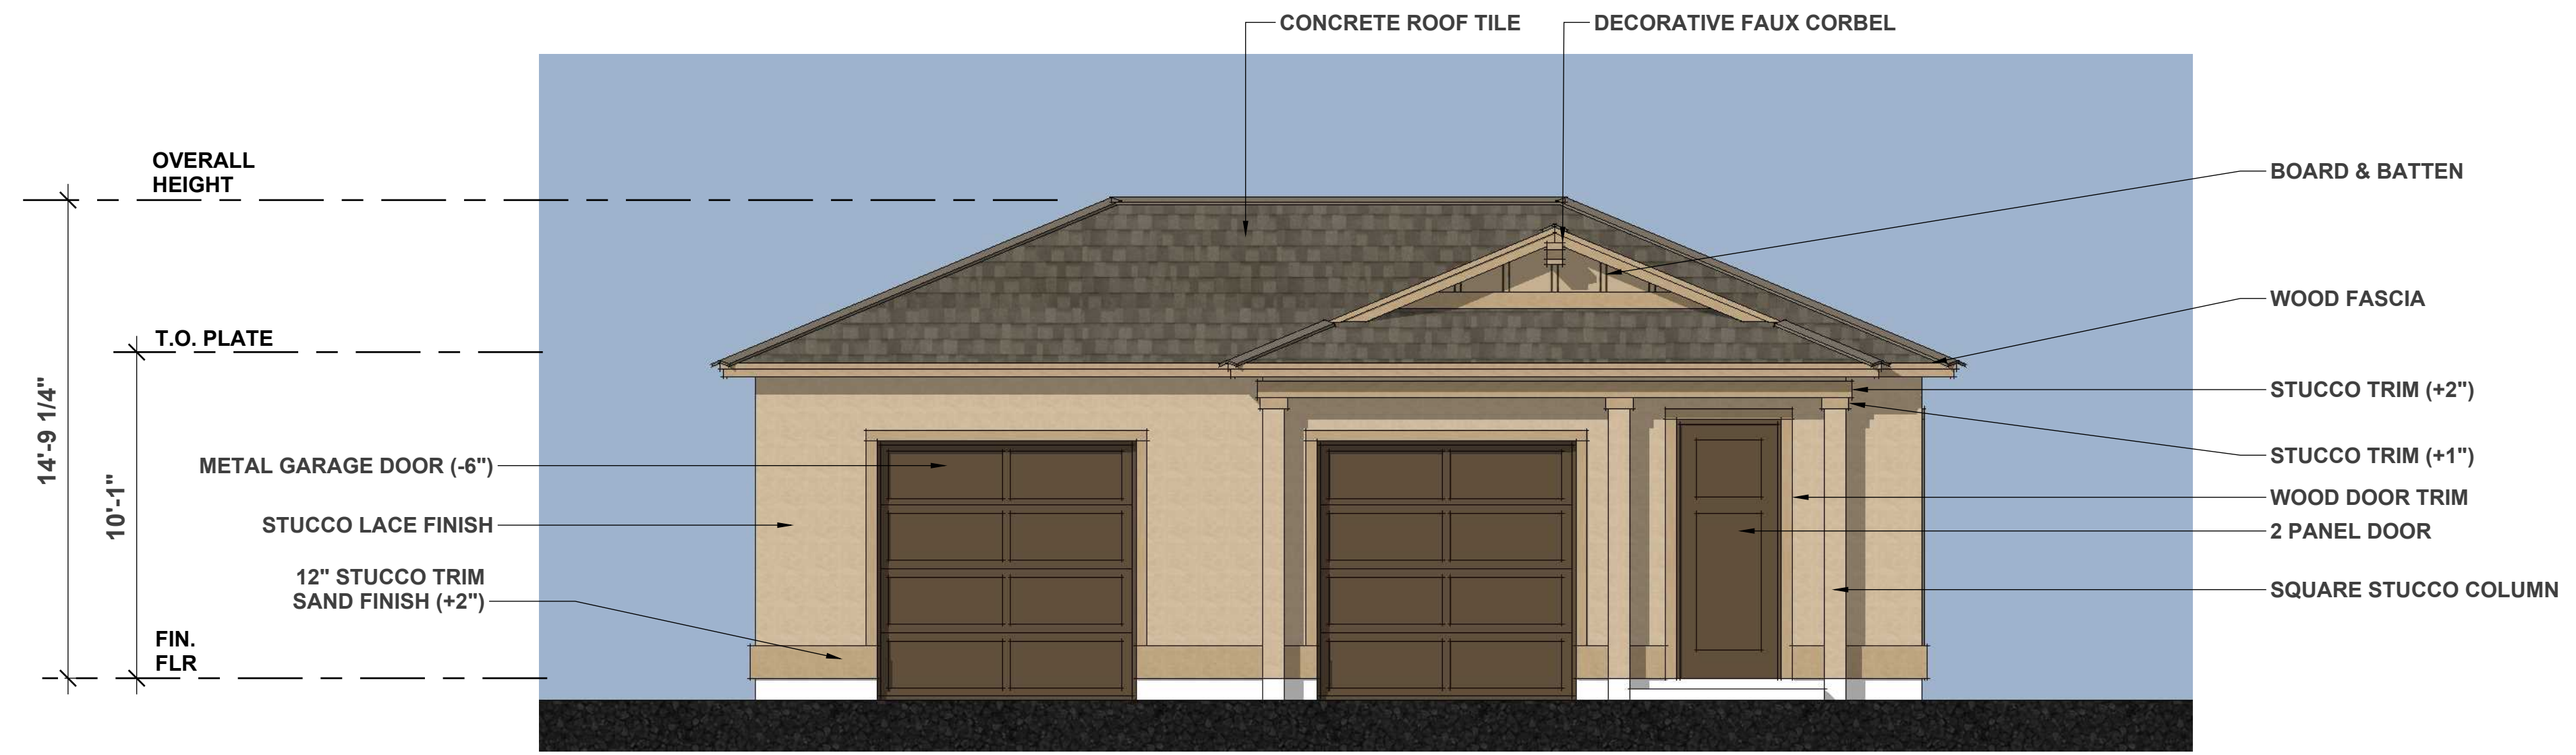 CONCRETE ROOF TILE
DECORATIVE FAUX CORBEL
OVERALL
HEIGHT
BOARD & BATTEN
WOOD FASCIA
T.O. PLATE
STUCCO TRIM (+2")
14'-9 1/4"
10'-1"
METAL GARAGE DOOR (-6")
STUCCO TRIM (+1")
WOOD DOOR TRIM
STUCCO LACE FINISH
2 PANEL DOOR
12" STUCCO TRIM
SAND FINISH (+2")
SQUARE STUCCO COLUMN
FIN.
FLR